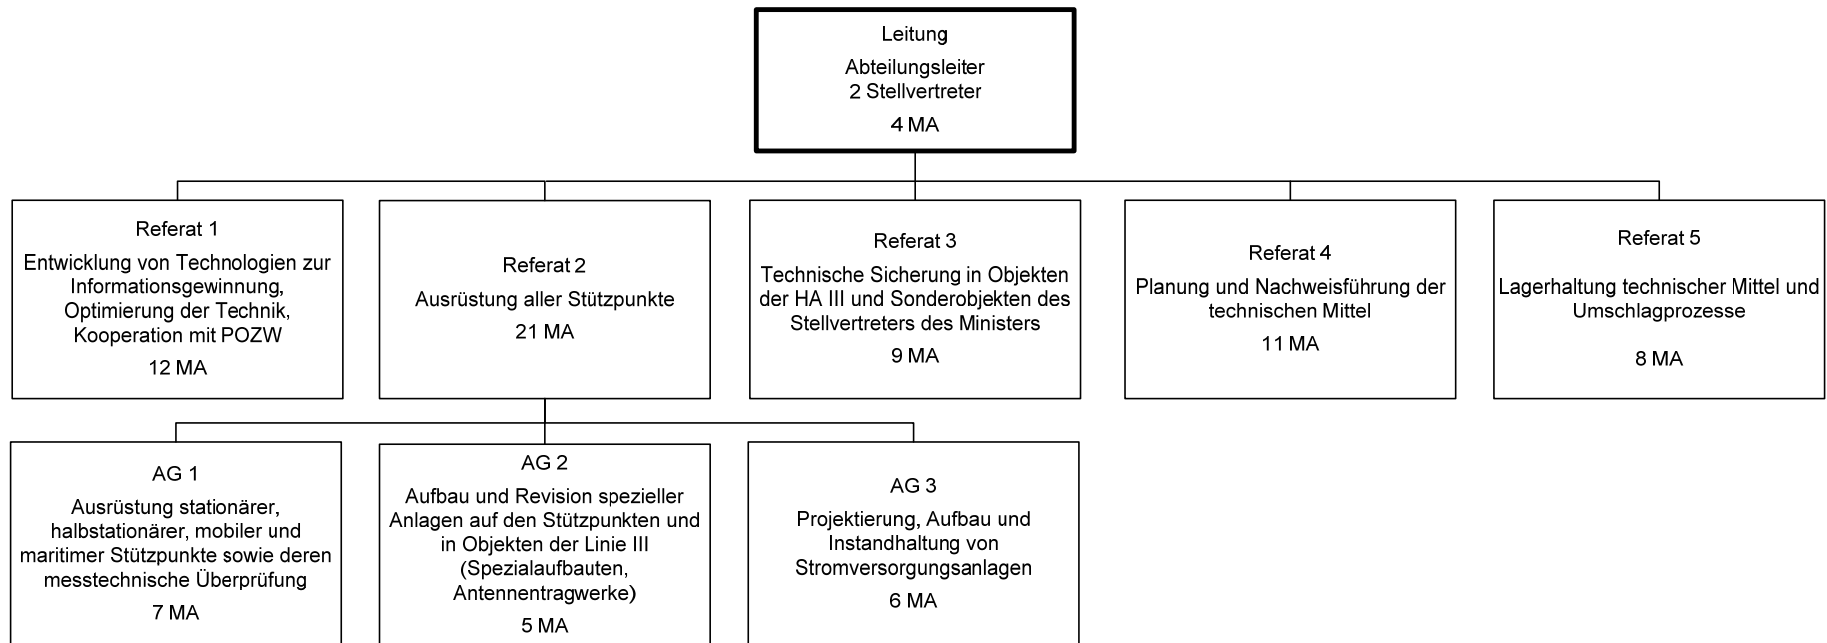 Leitung
Abteilungsleiter
2 Stellvertreter
4 MA
Referat 1
Entwicklung von Technologien zur
Informationsgewinnung,
Optimierung der Technik,
Kooperation mit POZW
12 MA
Referat 2
Ausrüstung aller Stützpunkte
21 MA
Referat 3
Technische Sicherung in Objekten
der HA III und Sonderobjekten des
Stellvertreters des Ministers
9 MA
Referat 4
Planung und Nachweisführung der
technischen Mittel
11 MA
Referat 5
Lagerhaltung technischer Mittel und
Umschlagprozesse
8 MA
AG 1
Ausrüstung stationärer,
halbstationärer, mobiler und
maritimer Stützpunkte sowie deren
messtechnische Überprüfung
7 MA
AG 2
Aufbau und Revision spezieller
Anlagen auf den Stützpunkten und
in Objekten der Linie III
(Spezialaufbauten,
Antennentragwerke)
5 MA
AG 3
Projektierung, Aufbau und
Instandhaltung von
Stromversorgungsanlagen
6 MA